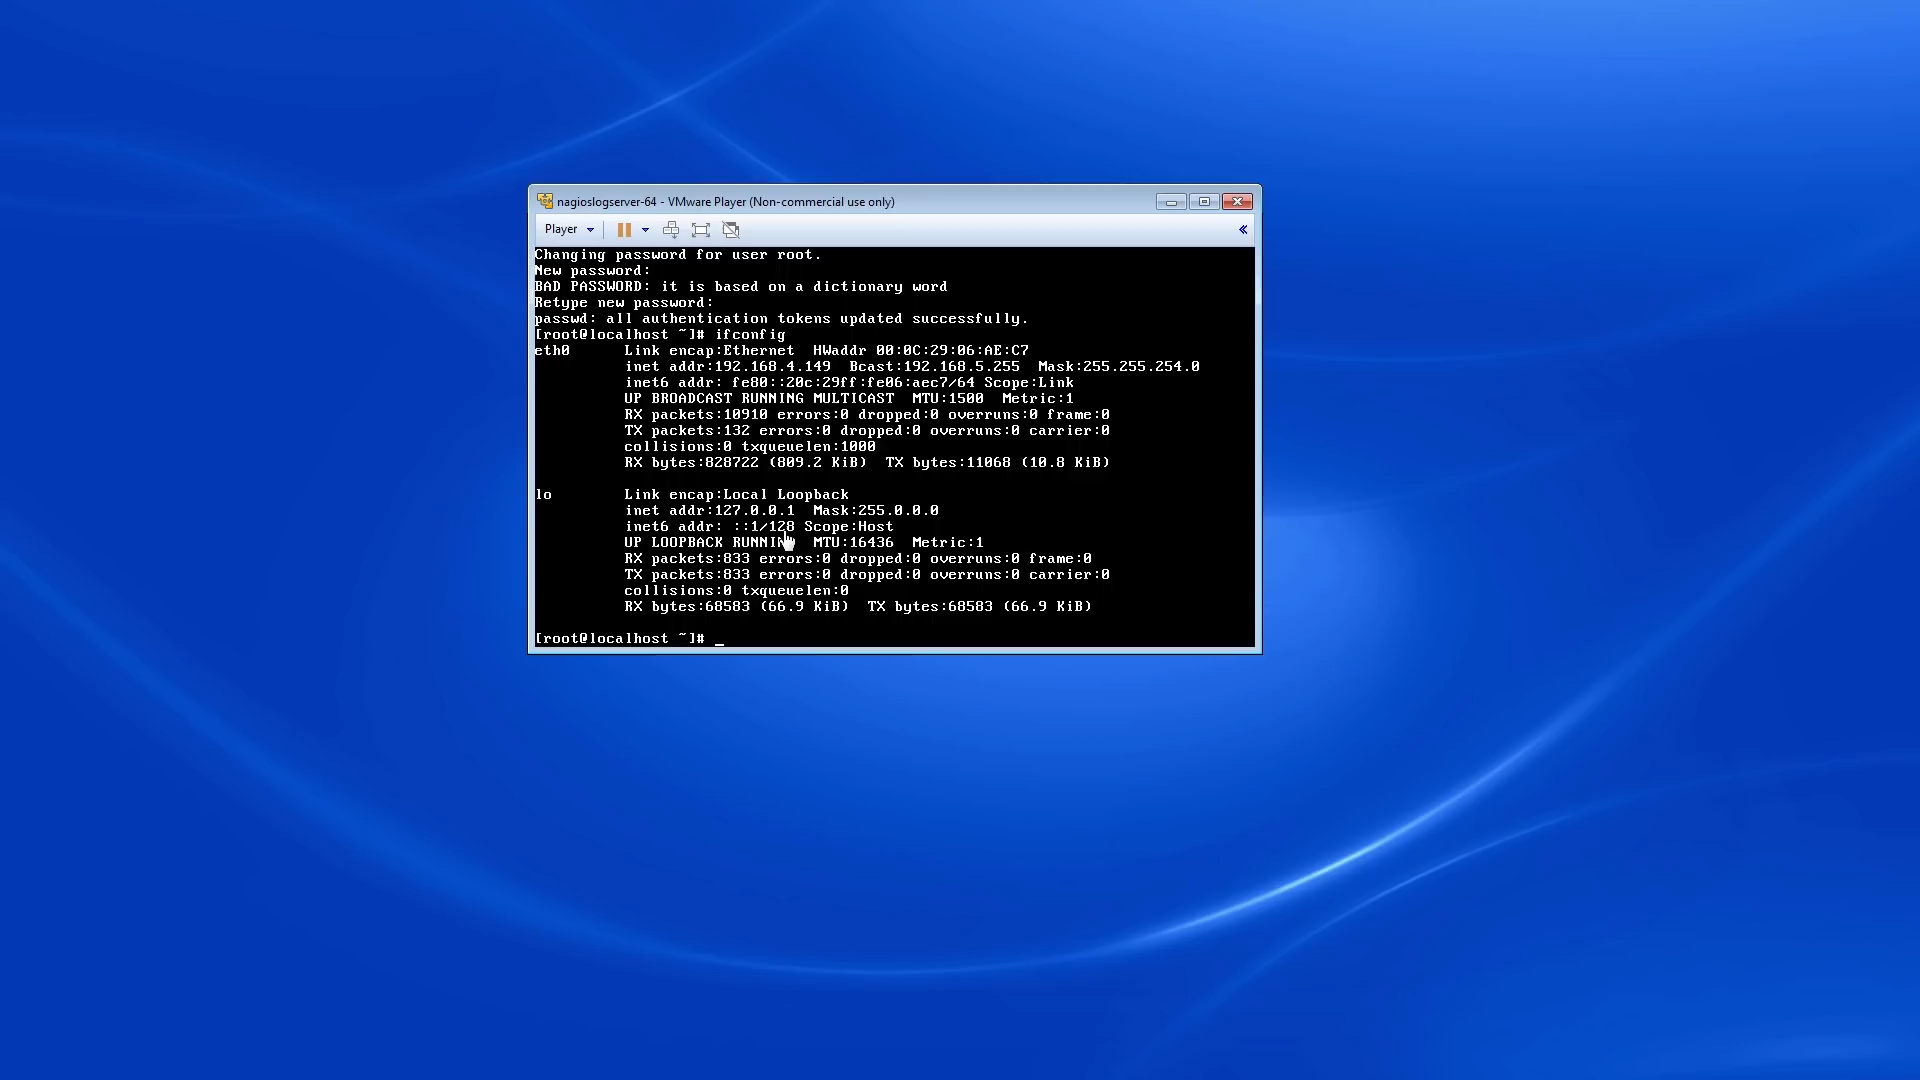 nagioslogserver-64 - VMware Player (Non-commercial use only)
Player
Changing password for user root.
New password:
BAD PASSWORD: it is based on a dictionary word
Retype new password:
passwd: all authentication tokens updated successfully.
[root@localhost ~]# ifconfig
eth0 Link encap:Ethernet HWaddr 00:0C:29:06:AE:C7
inet addr:192.168.4.149 Bcast:192.168.5.255 Mask:255.255.254.0
inet6 addr: fe80::20c:29ff:fe06:aec7/64 Scope:Link
UP BROADCAST RUNNING MULTICAST MTU:1500 Metric:1
RX packets:10910 errors:0 dropped:0 overruns:0 frame:0
TX packets:132 errors:0 dropped:0 overruns:0 carrier:0
collisions:0 txqueuelen:1000
RX bytes:828722 (809.2 KiB) TX bytes:11068 (10.8 KiB)
lo Link encap:Local Loopback
inet addr:127.0.0.1 Mask:255.0.0.0
inet6 addr: ::1/128 Scope:Host
UP LOOPBACK RUNNING MTU:16436 Metric:1
RX packets:833 errors:0 dropped:0 overruns:0 frame:0
TX packets:833 errors:0 dropped:0 overruns:0 carrier:0
collisions:0 txqueuelen:0
RX bytes:68583 (66.9 KiB) TX bytes:68583 (66.9 KiB)
[root@localhost ~]# _